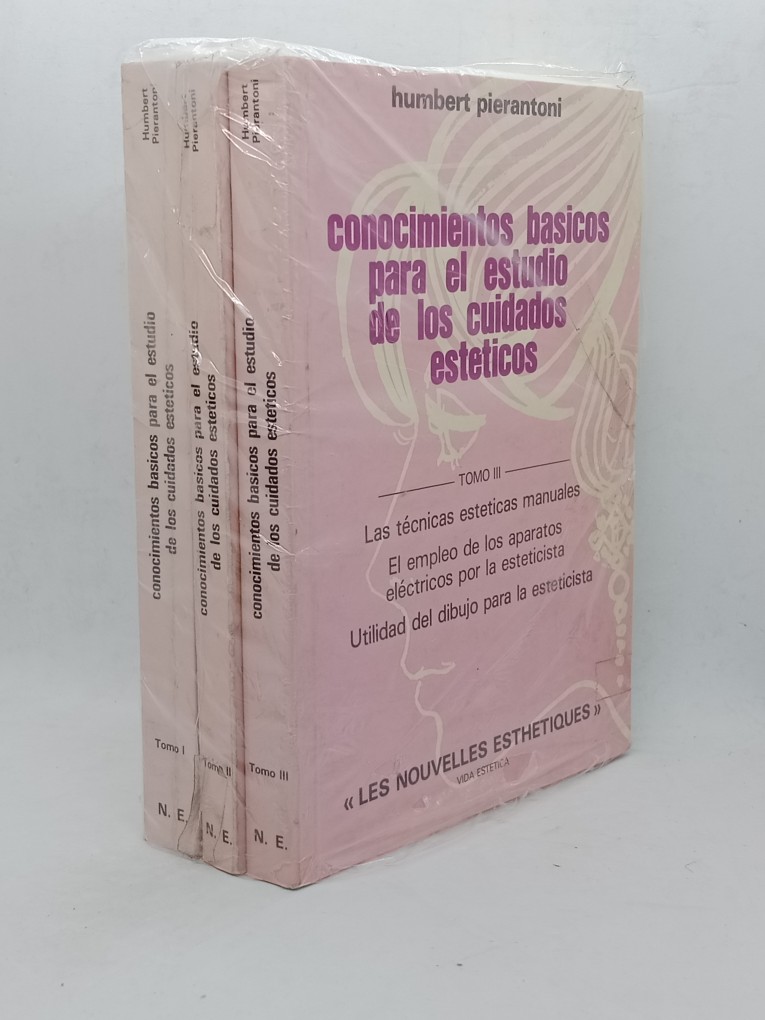 humbert pierantoni
conocimientos basicos
para el estudio
de los cuidados
esteticos
TOMO III
Las técnicas esteticas manuales
El empleo de los aparatos
eléctricos por la esteticista
Utilidad del dibujo para la esteticista
« LES NOUVELLES ESTHETIQUES »
VIDA ESTETICA
Humbert
Pierantoni
conocimientos basicos para el estudio
de los cuidados esteticos
Tomo I
N. E.
Humbert
Pierantoni
conocimientos basicos para el estudio
de los cuidados esteticos
Tomo II
N. E.
Humbert
Pierantoni
conocimientos basicos para el estudio
de los cuidados esteticos
Tomo III
N. E.